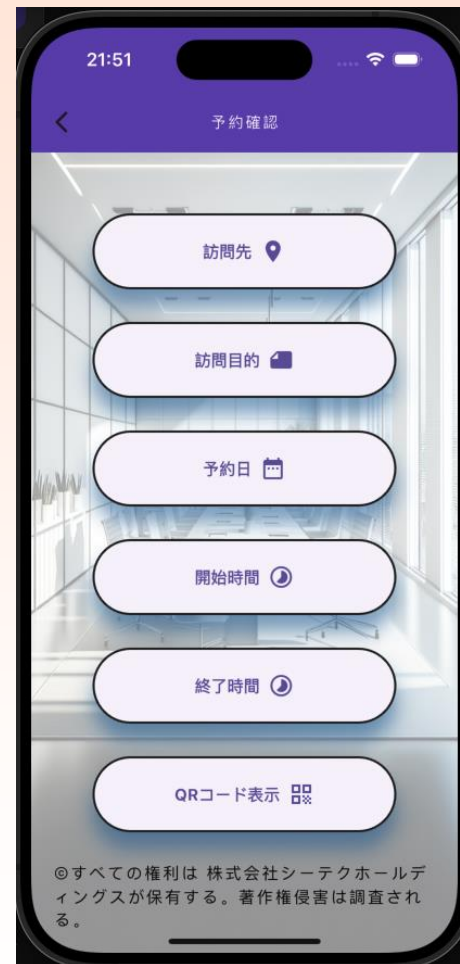 21:51
予約確認
訪問先
訪問目的
予約日
開始時間
終了時間
QRコード表示
©すべての権利は 株式会社シーテクホールデ
ィングスが保有する。著作権侵害は調査され
る。